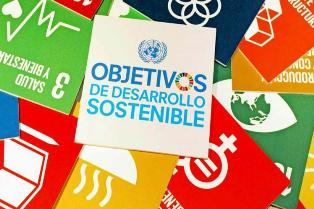 OBJETIVOS
DE DESARROLLO
SOSTENIBLE
3
SALUD
Y BIENESTAR